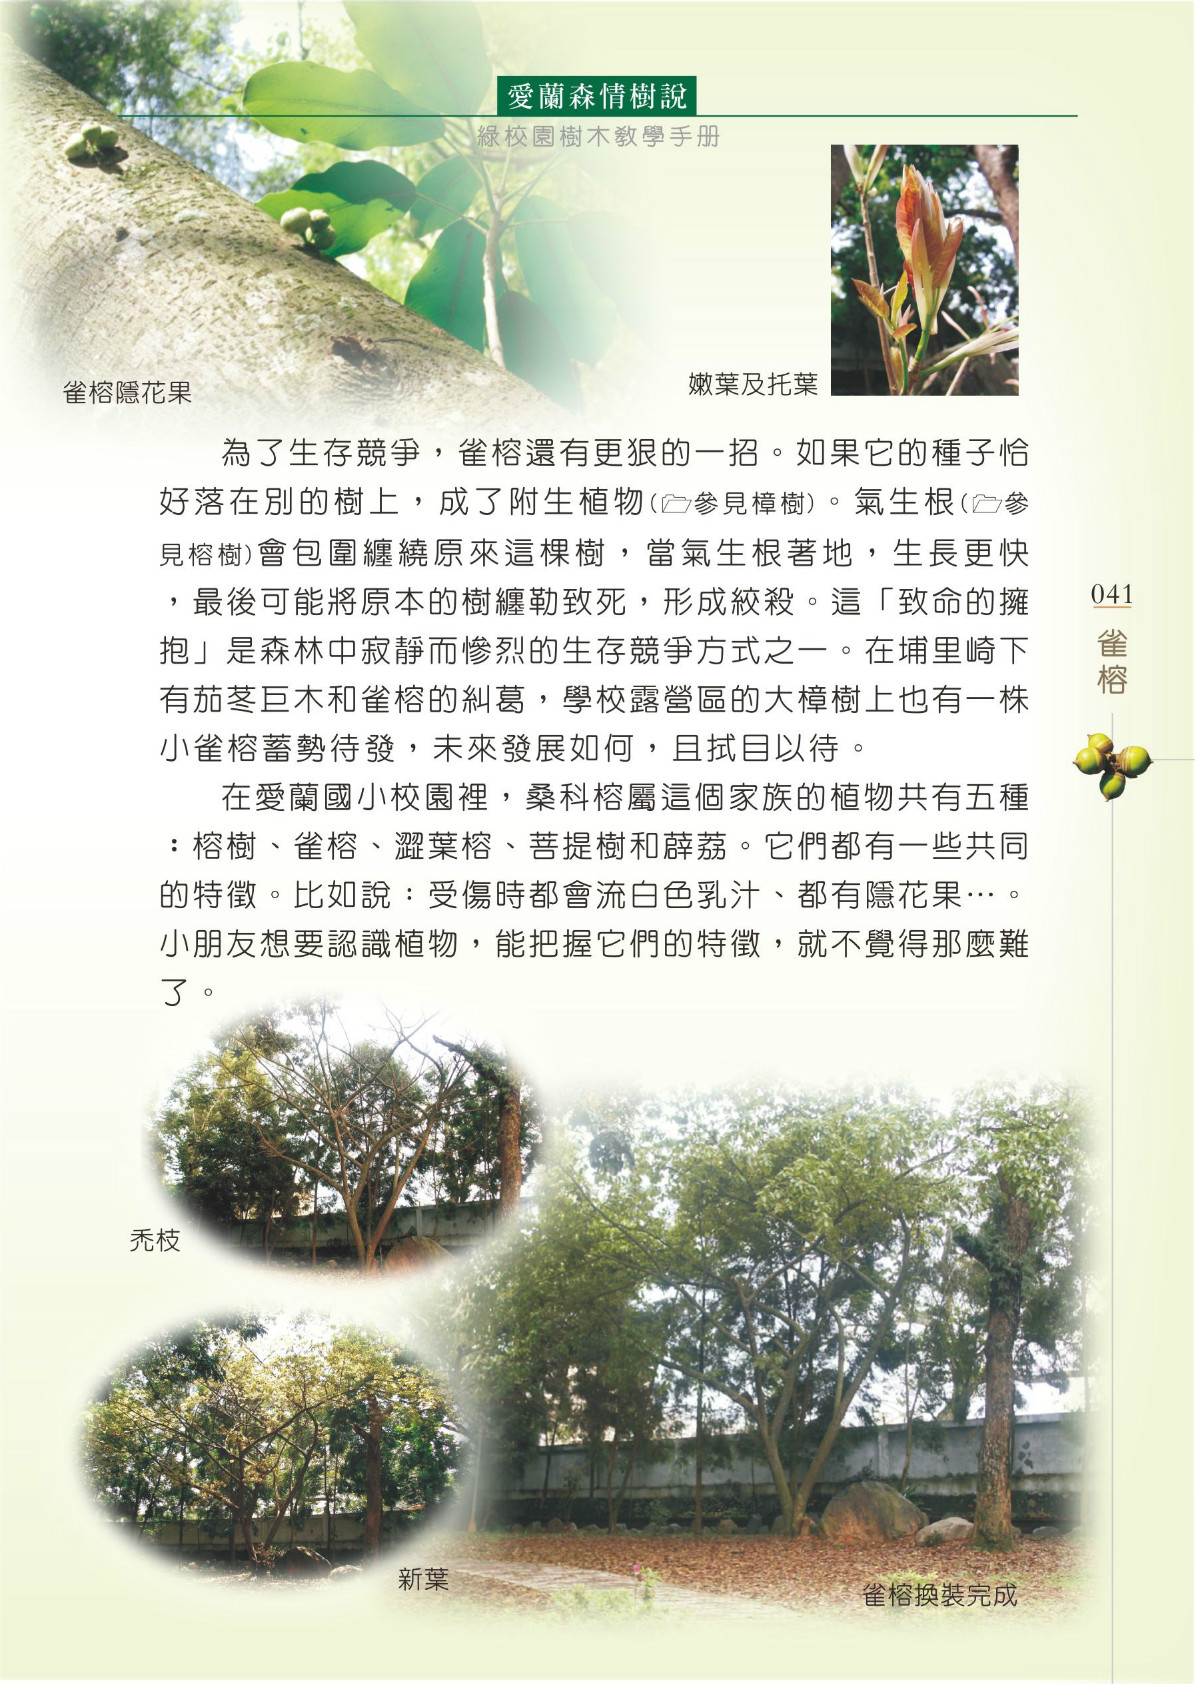 愛蘭森情樹說
綠校園樹木教學手册
雀榕隱花果
嫩葉及托葉
為了生存競爭，雀榕還有更狠的一招。如果它的種子恰
好落在別的樹上，成了附生植物(參見樟樹)。氣生根(參
見榕樹)會包圍纏繞原來這棵樹，當氣生根著地，生長更快
，最後可能將原本的樹纏勒致死，形成絞殺。這「致命的擁
抱」是森林中寂靜而慘烈的生存競爭方式之一。在埔里崎下
有茄苳巨木和雀榕的糾葛，學校露營區的大樟樹上也有一株
小雀榕蓄勢待發，未來發展如何，且拭目以待。
在愛蘭國小校園裡，桑科榕屬這個家族的植物共有五種
：榕樹、雀榕、澀葉榕、菩提樹和薜荔。它們都有一些共同
的特徵。比如說：受傷時都會流白色乳汁、都有隱花果…。
小朋友想要認識植物，能把握它們的特徵，就不覺得那麼難
了。
041
雀榕
禿枝
新葉
雀榕換裝完成